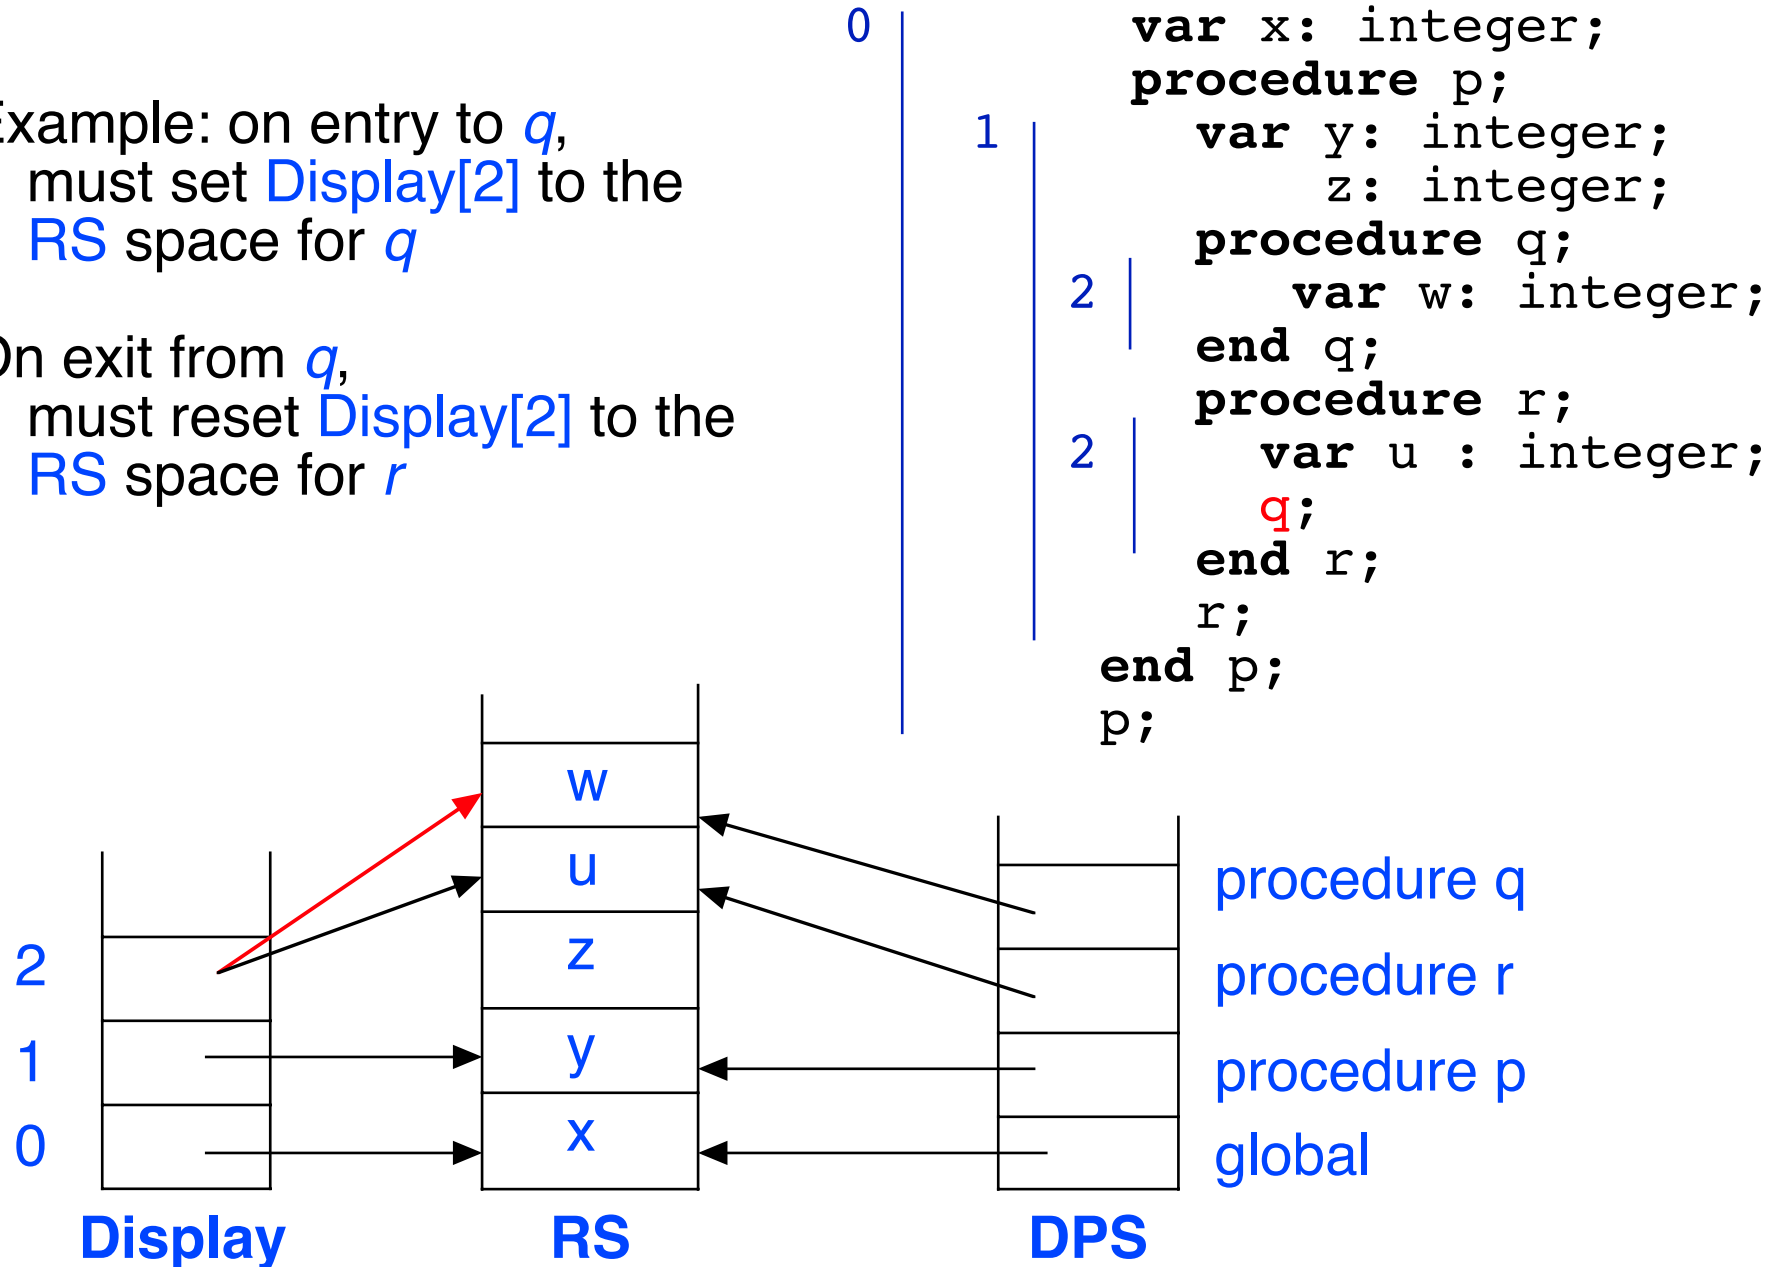 Example: on entry to q,
must set Display[2] to the
RS space for q
On exit from q,
must reset Display[2] to the
RS space for r
0
var x: integer;
procedure p;
1
var y: integer;
z: integer;
procedure q;
2
var w: integer;
end q;
procedure r;
2
var u : integer;
q;
end r;
r;
end p;
p;
w
u
z
y
x
2
1
0
procedure q
procedure r
procedure p
global
Display
RS
DPS